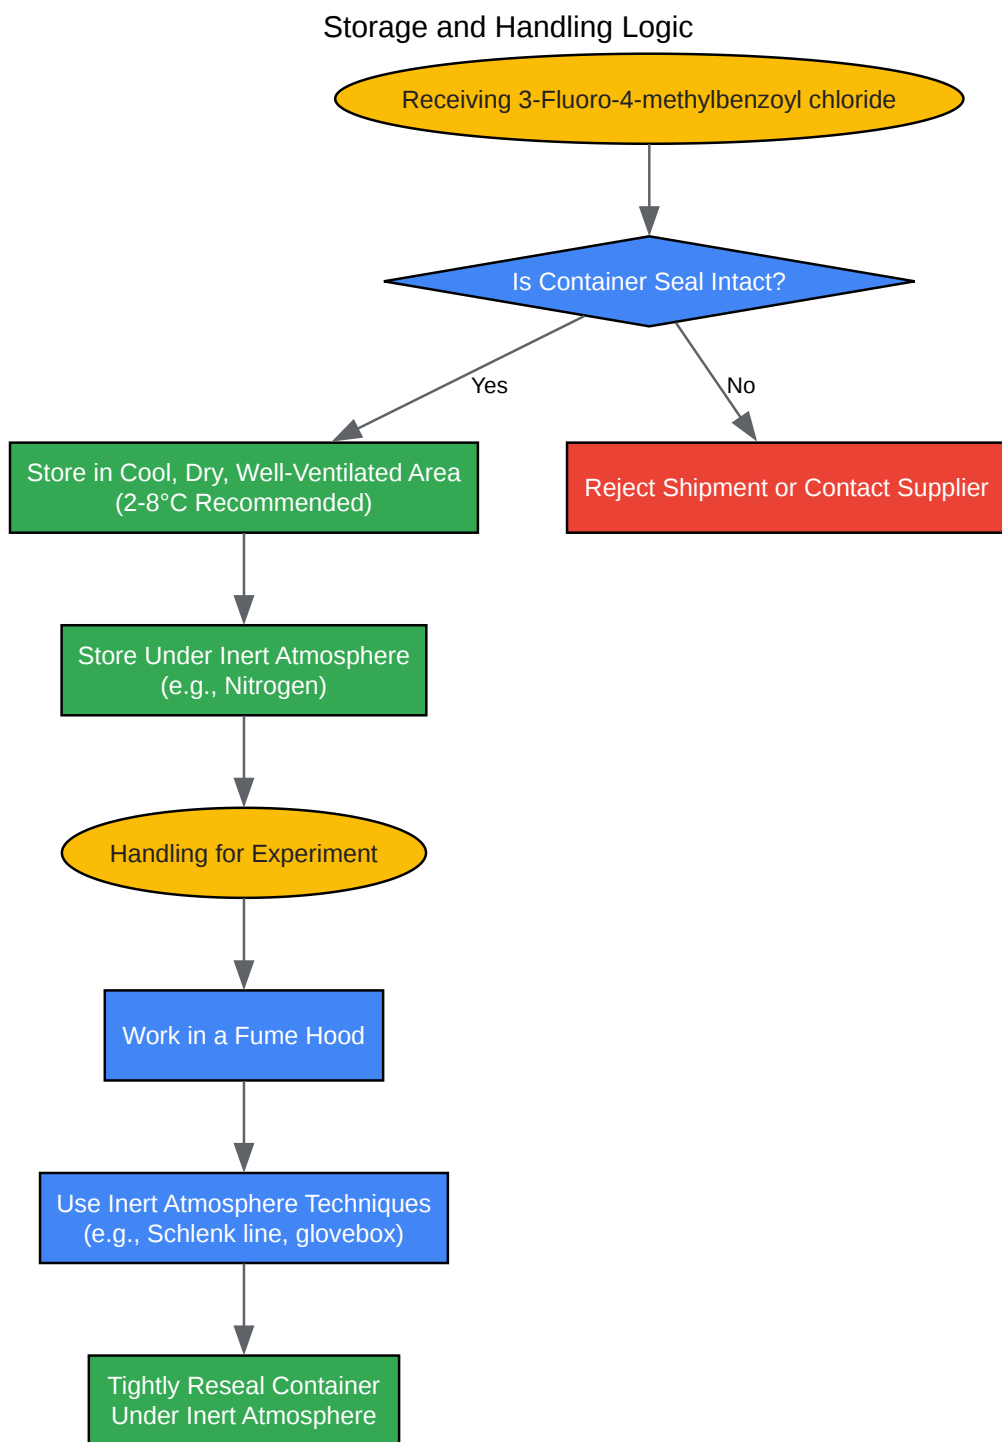 Storage and Handling Logic
Receiving 3-Fluoro-4-methylbenzoyl chloride
Is Container Seal Intact?
Yes
No
Store in Cool, Dry, Well-Ventilated Area
(2-8°C Recommended)
Reject Shipment or Contact Supplier
Store Under Inert Atmosphere
(e.g., Nitrogen)
Handling for Experiment
Work in a Fume Hood
Use Inert Atmosphere Techniques
(e.g., Schlenk line, glovebox)
Tightly Reseal Container
Under Inert Atmosphere